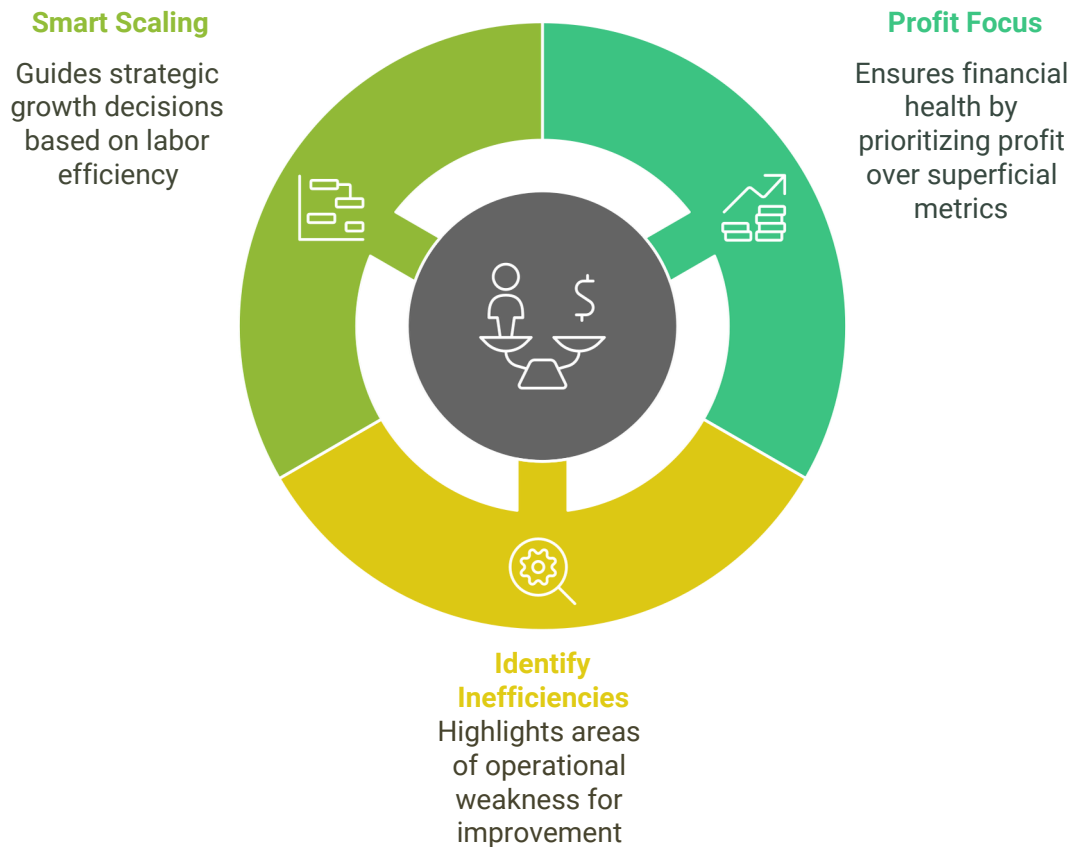 Smart Scaling
Guides strategic
growth decisions
based on labor
efficiency
Profit Focus
Ensures financial
health by
prioritizing profit
over superficial
metrics
$
Identify
Inefficiencies
Highlights areas
of operational
weakness for
improvement